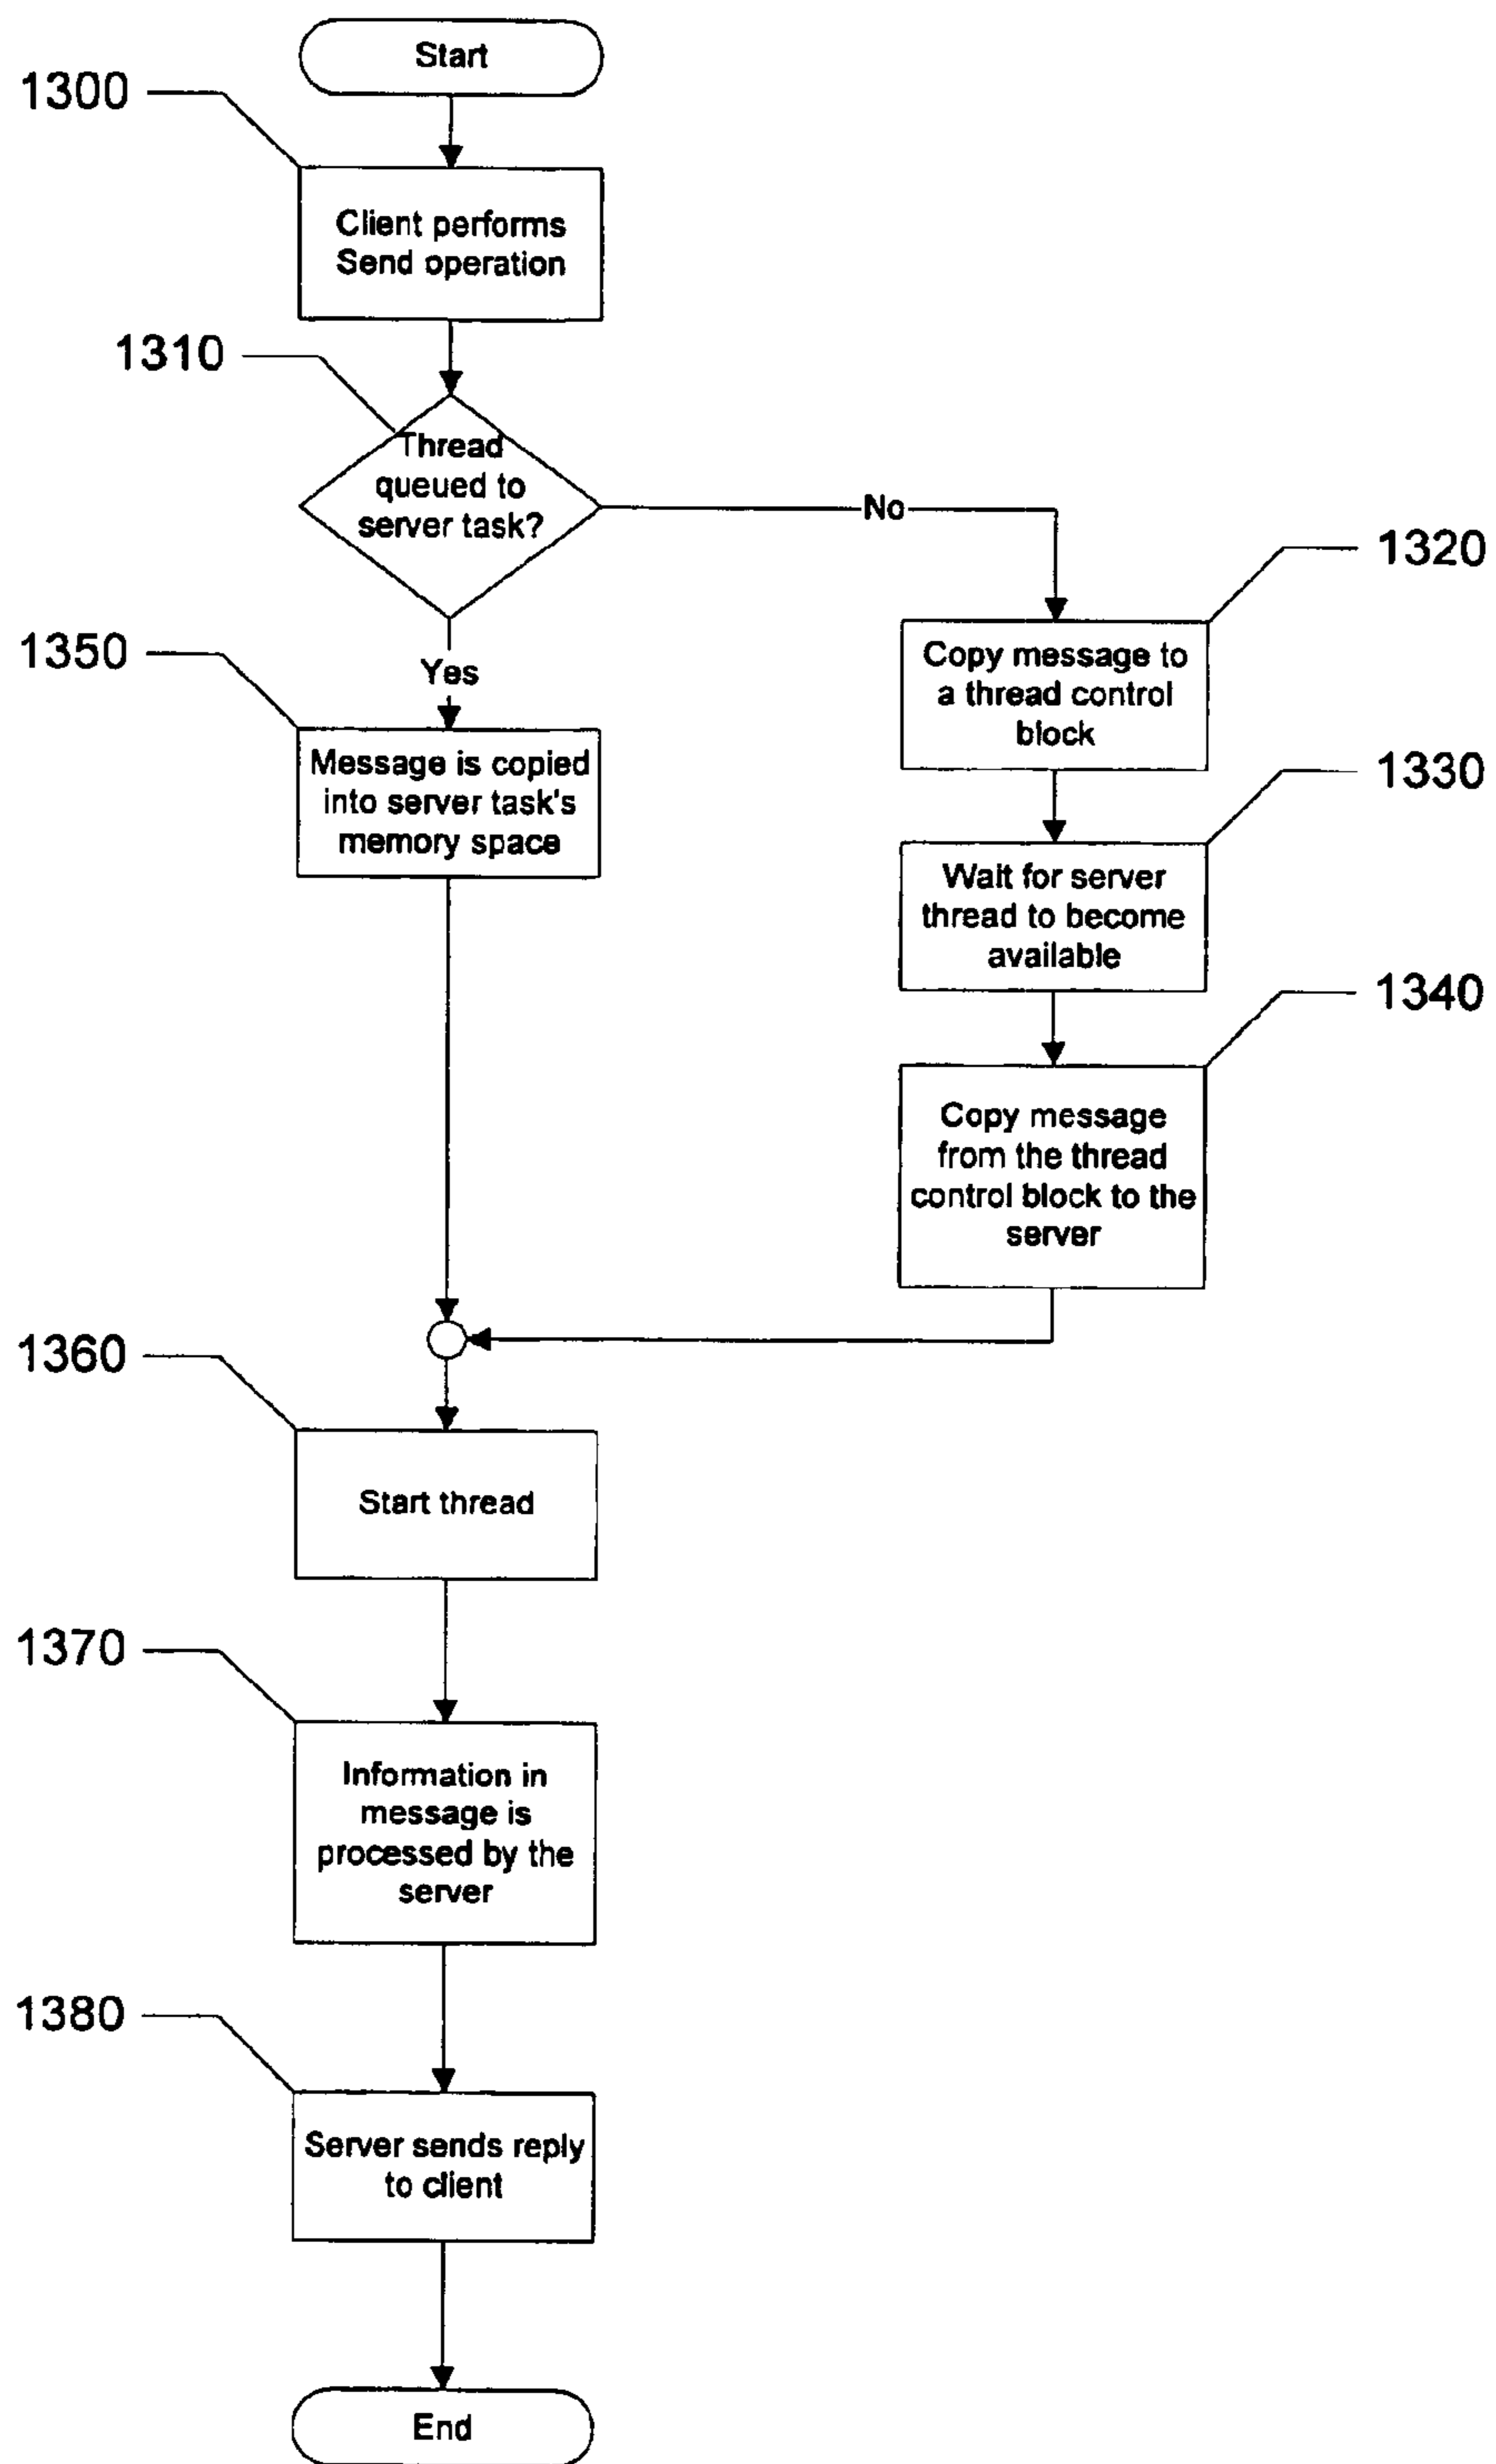 Start
1300
Client performs
Send operation
1310
Thread
queued to
server task?
No
1320
Copy message to
a thread control
block
1350
Yes
Message is copied
into server task's
memory space
1330
Wait for server
thread to become
available
1340
Copy message
from the thread
control block to the
server
1360
Start thread
1370
Information in
message is
processed by the
server
1380
Server sends reply
to client
End